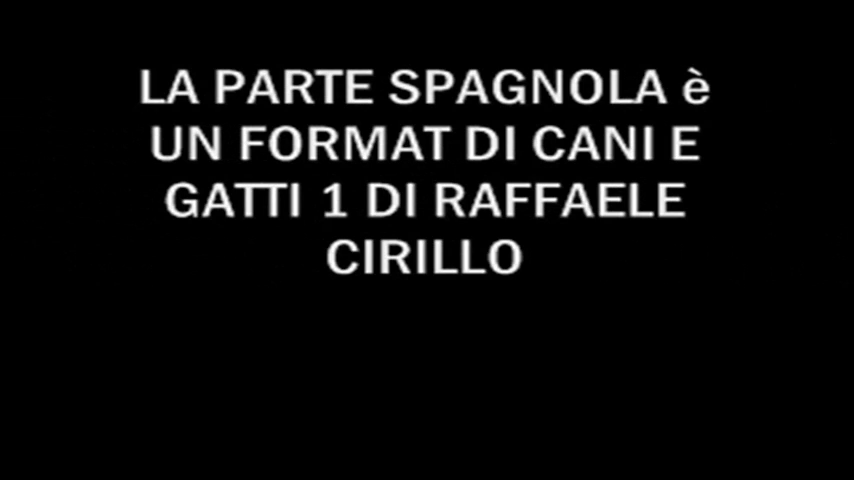 LA PARTE SPAGNOLA è
UN FORMAT DI CANI E
GATTI 1 DI RAFFAELE
CIRILLO